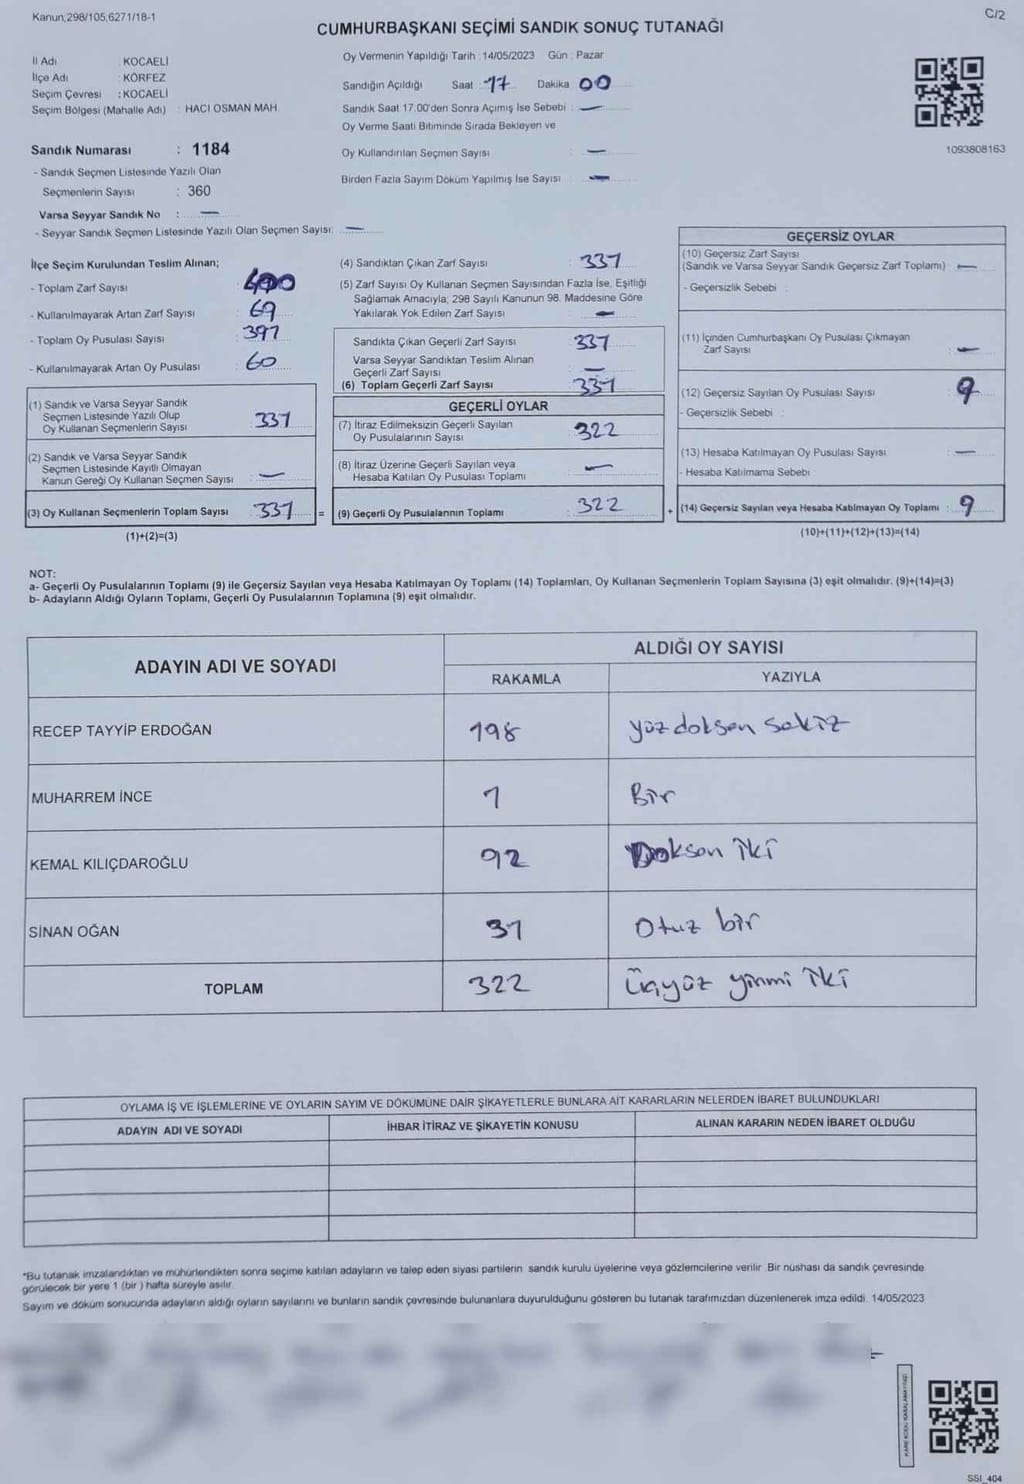 Kanun;298/105;6271/18-1
C/2
CUMHURBAŞKANI SEÇİMİ SANDIK SONUÇ TUTANAĞI
İl Adı : KOCAELİ
İlçe Adı : KÖRFEZ
Seçim Çevresi : KOCAELİ
Seçim Bölgesi (Mahalle Adı) : HACI OSMAN MAH.
Sandık Numarası : 1184
- Sandık Seçmen Listesinde Yazılı Olan
Seçmenlerin Sayısı : 360
Varsa Seyyar Sandık No : —
- Seyyar Sandık Seçmen Listesinde Yazılı Olan Seçmen Sayısı: —
Oy Vermenin Yapıldığı Tarih : 14/05/2023 Gün : Pazar
Sandığın Açıldığı Saat 17 Dakika 00
Sandık Saat 17:00'den Sonra Açımış İse Sebebi : —
Oy Verme Saati Bitiminde Sırada Bekleyen ve
Oy Kullandırılan Seçmen Sayısı : —
Birden Fazla Sayım Döküm Yapılmış İse Sayısı : —
1093808163
İlçe Seçim Kurulundan Teslim Alınan;
- Toplam Zarf Sayısı : 400
- Kullanılmayarak Artan Zarf Sayısı : 69
- Toplam Oy Pusulası Sayısı : 397
- Kullanılmayarak Artan Oy Pusulası : 60
(1) Sandık ve Varsa Seyyar Sandık
Seçmen Listesinde Yazılı Olup
Oy Kullanan Seçmenlerin Sayısı : 331
(2) Sandık ve Varsa Seyyar Sandık
Seçmen Listesinde Kayıtlı Olmayan
Kanun Gereği Oy Kullanan Seçmen Sayısı : —
(3) Oy Kullanan Seçmenlerin Toplam Sayısı : 331
(1)+(2)=(3)
(4) Sandıktan Çıkan Zarf Sayısı : 331
(5) Zarf Sayısı Oy Kullanan Seçmen Sayısından Fazla İse, Eşitliği
Sağlamak Amacıyla; 298 Sayılı Kanunun 98. Maddesine Göre
Yakılarak Yok Edilen Zarf Sayısı : —
Sandıkta Çıkan Geçerli Zarf Sayısı : 331
Varsa Seyyar Sandıktan Teslim Alınan
Geçerli Zarf Sayısı : —
(6) Toplam Geçerli Zarf Sayısı : 331
GEÇERLİ OYLAR
(7) İtiraz Edilmeksizin Geçerli Sayılan
Oy Pusulalarının Sayısı : 322
(8) İtiraz Üzerine Geçerli Sayılan veya
Hesaba Katılan Oy Pusulası Toplamı : —
= (9) Geçerli Oy Pusulalarının Toplamı : 322
GEÇERSİZ OYLAR
(10) Geçersiz Zarf Sayısı
(Sandık ve Varsa Seyyar Sandık Geçersiz Zarf Toplamı) : —
- Geçersizlik Sebebi :
(11) İçinden Cumhurbaşkanı Oy Pusulası Çıkmayan
Zarf Sayısı : —
(12) Geçersiz Sayılan Oy Pusulası Sayısı : 9
- Geçersizlik Sebebi :
(13) Hesaba Katılmayan Oy Pusulası Sayısı : —
- Hesaba Katılmama Sebebi :
+ (14) Geçersiz Sayılan veya Hesaba Katılmayan Oy Toplamı : 9
(10)+(11)+(12)+(13)=(14)
NOT:
a- Geçerli Oy Pusulalarının Toplamı (9) ile Geçersiz Sayılan veya Hesaba Katılmayan Oy Toplamı (14) Toplamları, Oy Kullanan Seçmenlerin Toplam Sayısına (3) eşit olmalıdır. (9)+(14)=(3)
b- Adayların Aldığı Oyların Toplamı, Geçerli Oy Pusulalarının Toplamına (9) eşit olmalıdır.
ADAYIN ADI VE SOYADI
ALDIĞI OY SAYISI
RAKAMLA YAZIYLA
RECEP TAYYİP ERDOĞAN 198 yüz doksan sekiz
MUHARREM İNCE 1 Bir
KEMAL KILIÇDAROĞLU 92 Doksan iki
SİNAN OĞAN 31 Otuz bir
TOPLAM 322 Üçyüz yirmi iki
OYLAMA İŞ VE İŞLEMLERİNE VE OYLARIN SAYIM VE DÖKÜMÜNE DAİR ŞİKAYETLERLE BUNLARA AİT KARARLARIN NELERDEN İBARET BULUNDUKLARI
ADAYIN ADI VE SOYADI İHBAR İTİRAZ VE ŞİKAYETİN KONUSU ALINAN KARARIN NEDEN İBARET OLDUĞU
*Bu tutanak imzalandıktan ve mühürlendikten sonra seçime katılan adayların ve talep eden siyasi partilerin sandık kurulu üyelerine veya gözlemcilerine verilir. Bir nüshası da sandık çevresinde
görülecek bir yere 1 (bir) hafta süreyle asılır.
Sayım ve döküm sonucunda adayların aldığı oyların sayılarını ve bunların sandık çevresinde bulunanlara duyurulduğunu gösteren bu tutanak tarafımızdan düzenlenerek imza edildi. 14/05/2023
SSI_404